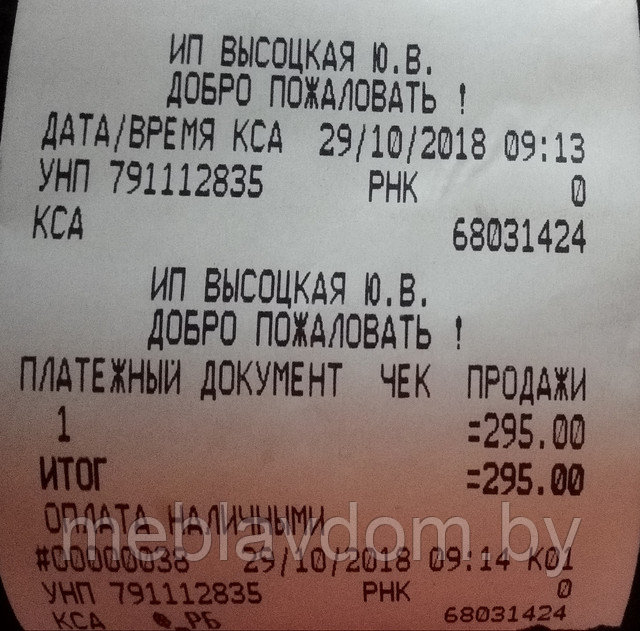 ИП ВЫСОЦКАЯ Ю.В.
ДОБРО ПОЖАЛОВАТЬ !
ДАТА/ВРЕМЯ КСА 29/10/2018 09:13
УНП 791112835 РНК 0
КСА 68031424
ИП ВЫСОЦКАЯ Ю.В.
ДОБРО ПОЖАЛОВАТЬ !
ПЛАТЕЖНЫЙ ДОКУМЕНТ ЧЕК ПРОДАЖИ
1 =295.00
ИТОГ =295.00
ОПЛАТА НАЛИЧНЫМИ
meblavdom.by
#00000038 29/10/2018 09:14 К01
УНП 791112835 РНК 0
КСА РБ 68031424